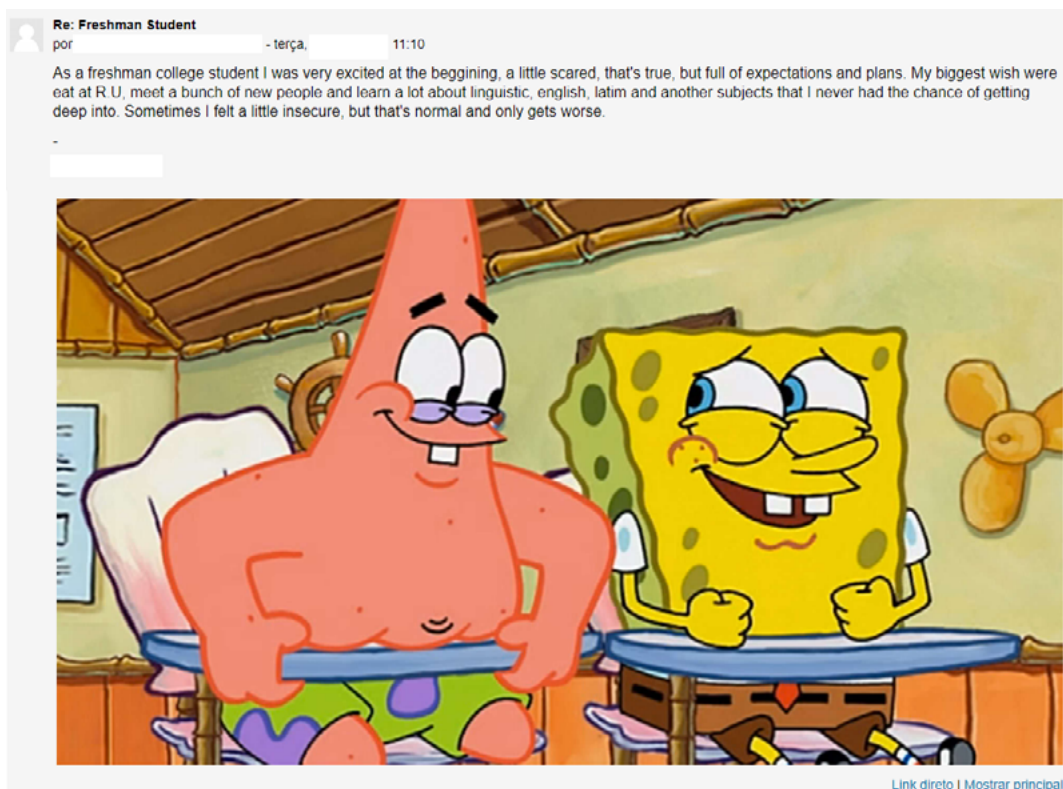 Re: Freshman Student
por - terça, 11:10
As a freshman college student I was very excited at the beggining, a little scared, that's true, but full of expectations and plans. My biggest wish were
eat at R.U, meet a bunch of new people and learn a lot about linguistic, english, latim and another subjects that I never had the chance of getting
deep into. Sometimes I felt a little insecure, but that's normal and only gets worse.
-
Link direto | Mostrar principal